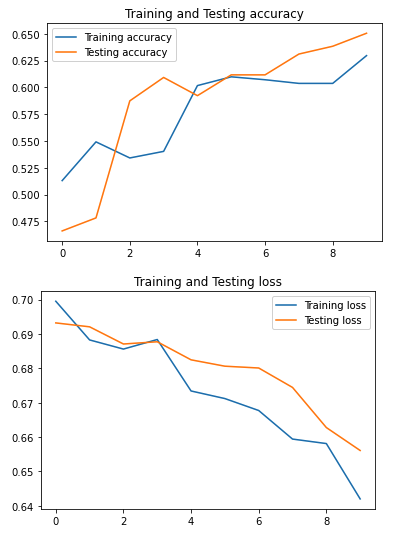 Training and Testing accuracy
0.650
0.625
0.600
0.575
0.550
0.525
0.500
0.475
Training accuracy
Testing accuracy
0 2 4 6 8
Training and Testing loss
0.70
0.69
0.68
0.67
0.66
0.65
0.64
Training loss
Testing loss
0 2 4 6 8